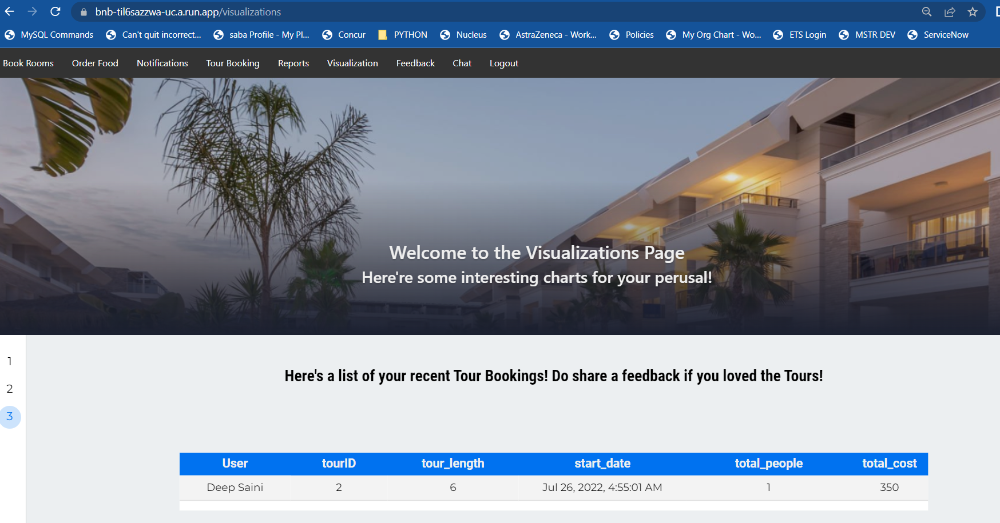 bnb-til6sazzwa-uc.a.run.app/visualizations
MySQL Commands Can't quit incorrect... saba Profile - My Pl... Concur PYTHON Nucleus AstraZeneca - Work... Policies My Org Chart - Wo... ETS Login MSTR DEV ServiceNow
Book Rooms Order Food Notifications Tour Booking Reports Visualization Feedback Chat Logout
Welcome to the Visualizations Page
Here're some interesting charts for your perusal!
1
2
3
Here's a list of your recent Tour Bookings! Do share a feedback if you loved the Tours!
User tourID tour_length start_date total_people total_cost
Deep Saini 2 6 Jul 26, 2022, 4:55:01 AM 1 350